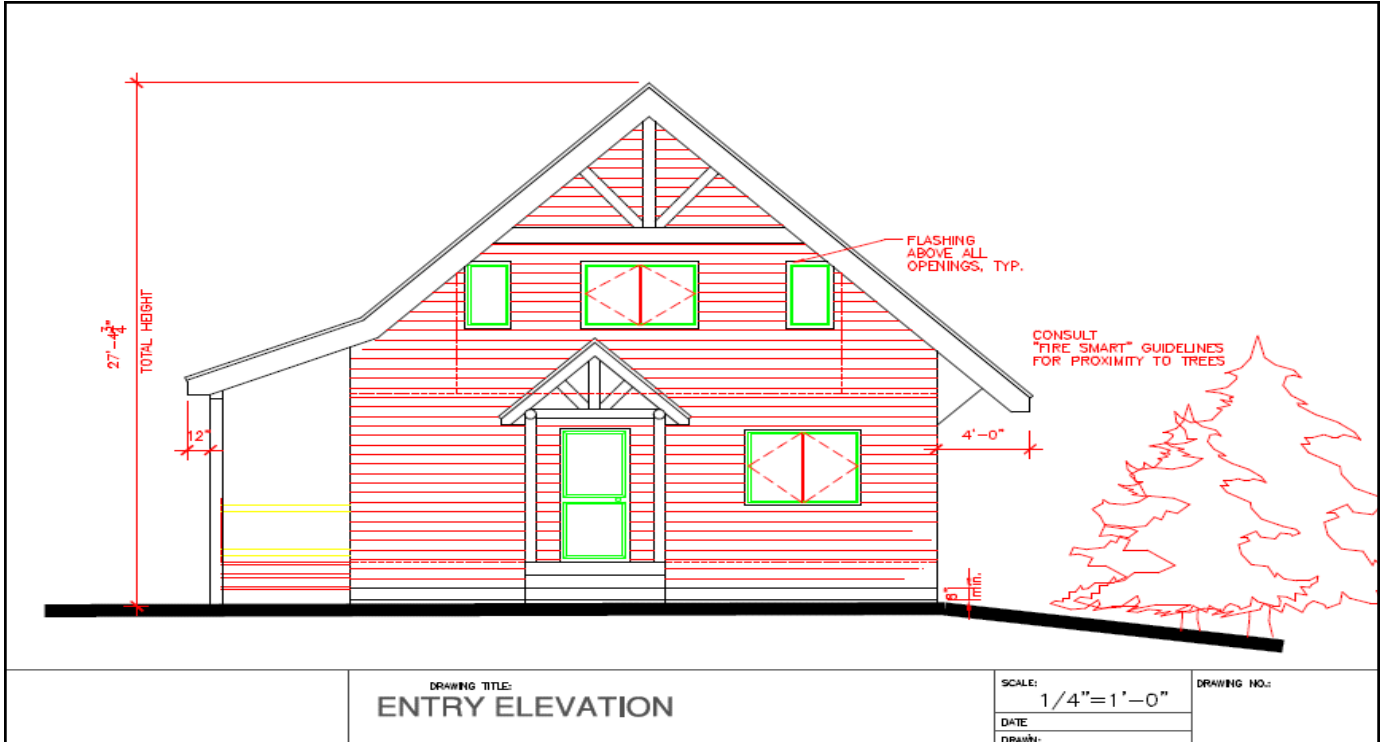 27'-4¾"
TOTAL HEIGHT
FLASHING
ABOVE ALL
OPENINGS, TYP.
CONSULT
"FIRE SMART" GUIDELINES
FOR PROXIMITY TO TREES
12"
4'-0"
min.
DRAWING TITLE:
ENTRY ELEVATION
SCALE:
1/4"=1'-0"
DATE
DRAWN:
DRAWING NO.: